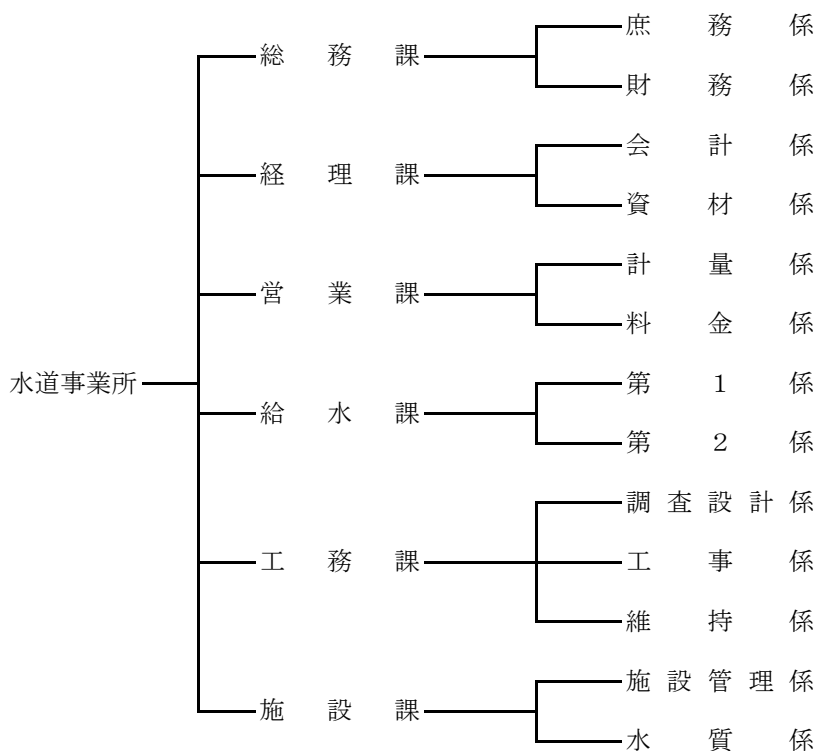 水道事業所
総務課
庶務係
財務係
経理課
会計係
資材係
営業課
計量係
料金係
給水課
第1係
第2係
工務課
調査設計係
工事係
維持係
施設課
施設管理係
水質係